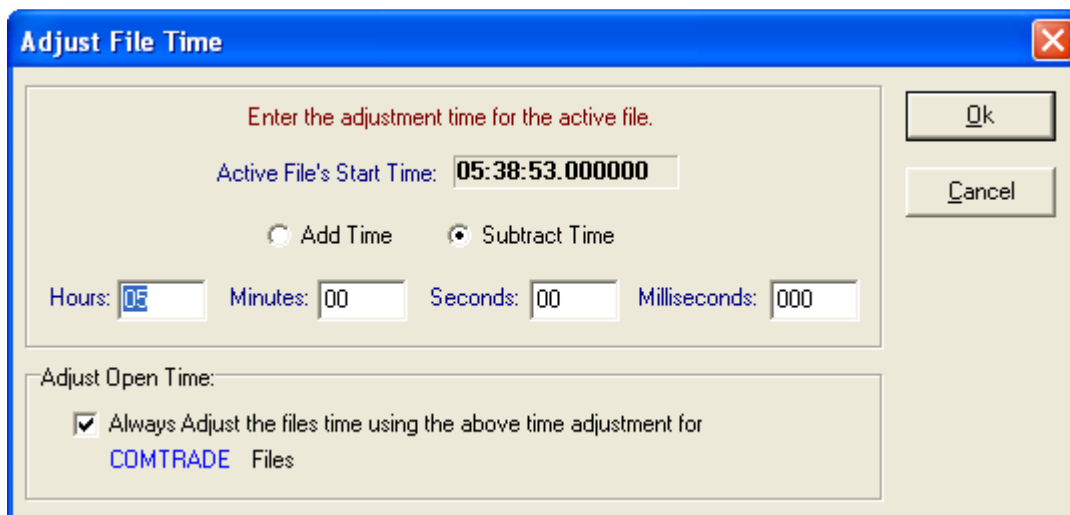 Adjust File Time
Enter the adjustment time for the active file.
Ok
Active File's Start Time: 05:38:53.000000
Cancel
Add Time Subtract Time
Hours: 05 Minutes: 00 Seconds: 00 Milliseconds: 000
Adjust Open Time:
Always Adjust the files time using the above time adjustment for
COMTRADE Files